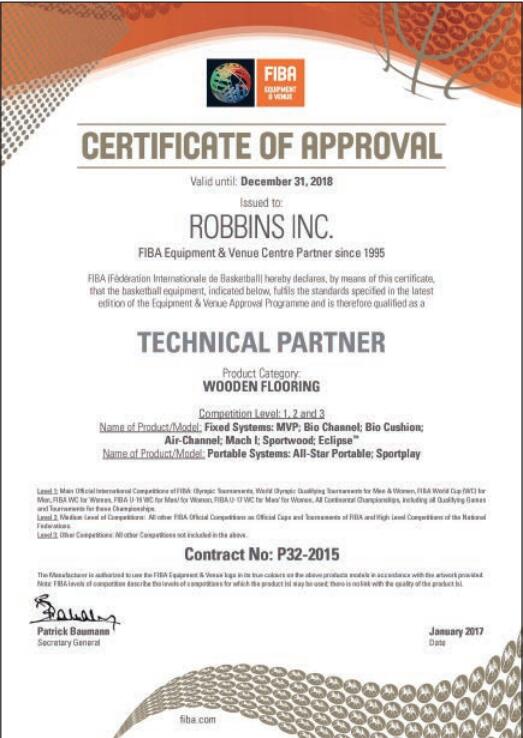 FIBA
EQUIPMENT
& VENUE
CERTIFICATE OF APPROVAL
Valid until: December 31, 2018
Issued to:
ROBBINS INC.
FIBA Equipment & Venue Centre Partner since 1995
FIBA (Fédération Internationale de Basketball) hereby declares, by means of this certificate,
that the basketball equipment, indicated below, fulfils the standards specified in the latest
edition of the Equipment & Venue Approval Programme and is therefore qualified as a
TECHNICAL PARTNER
Product Category:
WOODEN FLOORING
Competition Level: 1, 2 and 3
Name of Product/Model: Fixed Systems: MVP; Bio Channel; Bio Cushion;
Air-Channel; Mach I; Sportwood; Eclipse™
Name of Product/Model: Portable Systems: All-Star Portable; Sportplay
Level 1: Main Official International Competitions of FIBA: Olympic Tournaments, World Olympic Qualifying Tournaments for Men & Women, FIBA World Cup (WC) for
Men, FIBA WC for Women, FIBA U-19 WC for Men/ for Women, FIBA U-17 WC for Men/ for Women, All Continental Championships, including all Qualifying Games
and Tournaments for those Championships.
Level 2: Medium Level of Competitions: All other FIBA Official Competitions as Official Cups and Tournaments of FIBA and High Level Competitions of the National
Federations.
Level 3: Other Competitions: All other Competitions not included in the above.
Contract No: P32-2015
The Manufacturer is authorized to use the FIBA Equipment & Venue logo in its true colours on the above products models in accordance with the artwork provided.
Note: FIBA levels of competition describe the levels of competitions for which the product (s) may be used; there is no link with the quality of the product (s).
Patrick Baumann
Secretary General
January 2017
Date
fiba.com